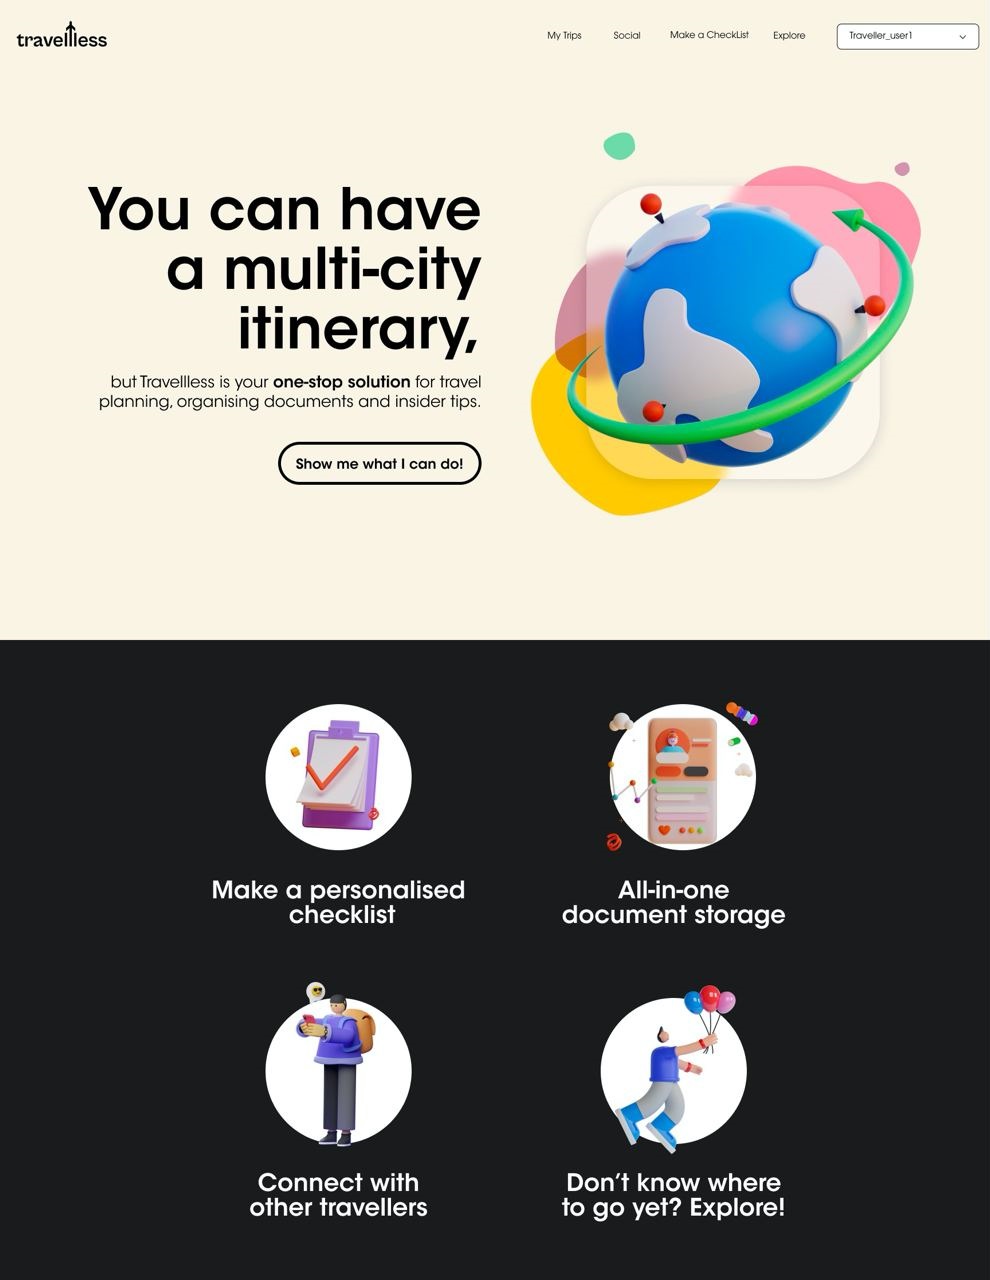 travellless
My Trips
Social
Make a CheckList
Explore
Traveller_user1
You can have
a multi-city
itinerary,
but Travellless is your one-stop solution for travel
planning, organising documents and insider tips.
Show me what I can do!
Make a personalised
checklist
All-in-one
document storage
Connect with
other travellers
Don’t know where
to go yet? Explore!